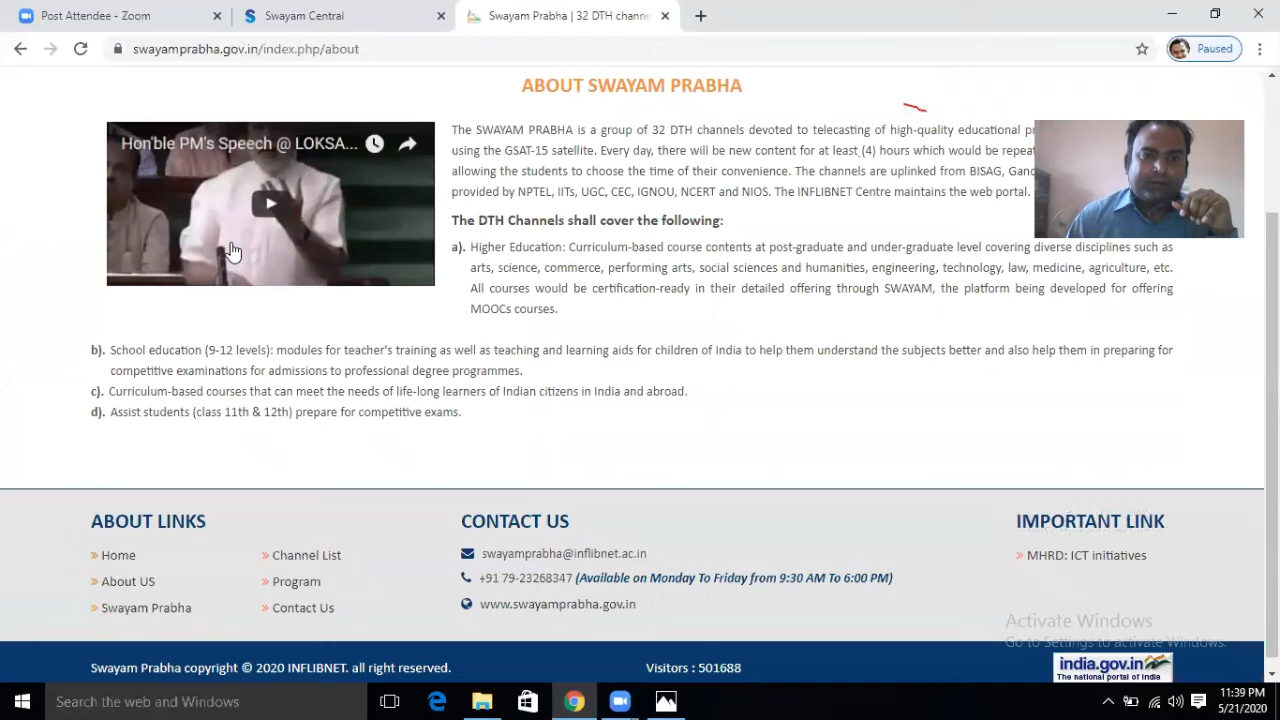 Post Attendee - Zoom
Swayam Central
Swayam Prabha | 32 DTH chann
swayamprabha.gov.in/index.php/about
Paused
ABOUT SWAYAM PRABHA
Hon'ble PM's Speech @ LOKSA...
The SWAYAM PRABHA is a group of 32 DTH channels devoted to telecasting of high-quality educational
using the GSAT-15 satellite. Every day, there will be new content for at least (4) hours which would be
allowing the students to choose the time of their convenience. The channels are uplinked from BISAG,
provided by NPTEL, IITs, UGC, CEC, IGNOU, NCERT and NIOS. The INFLIBNET Centre maintains the web portal.
The DTH Channels shall cover the following:
a). Higher Education: Curriculum-based course contents at post-graduate and under-graduate level covering diverse disciplines such as
arts, science, commerce, performing arts, social sciences and humanities, engineering, technology, law, medicine, agriculture, etc.
All courses would be certification-ready in their detailed offering through SWAYAM, the platform being developed for offering
MOOCs courses.
b). School education (9-12 levels): modules for teacher's training as well as teaching and learning aids for children of India to help them understand the subjects better and also help them in preparing for
competitive examinations for admissions to professional degree programmes.
c). Curriculum-based courses that can meet the needs of life-long learners of Indian citizens in India and abroad.
d). Assist students (class 11th & 12th) prepare for competitive exams.
ABOUT LINKS
» Home
» About US
» Swayam Prabha
» Channel List
» Program
» Contact Us
CONTACT US
swayamprabha@inflibnet.ac.in
+91 79-23268347 (Available on Monday To Friday from 9:30 AM To 6:00 PM)
www.swayamprabha.gov.in
IMPORTANT LINK
» MHRD: ICT initiatives
Activate Windows
Go to Settings to activate Windows.
Swayam Prabha copyright © 2020 INFLIBNET. all right reserved.
Visitors : 501688
india.gov.in
The national portal of India
Search the web and Windows
11:39 PM
5/21/2020